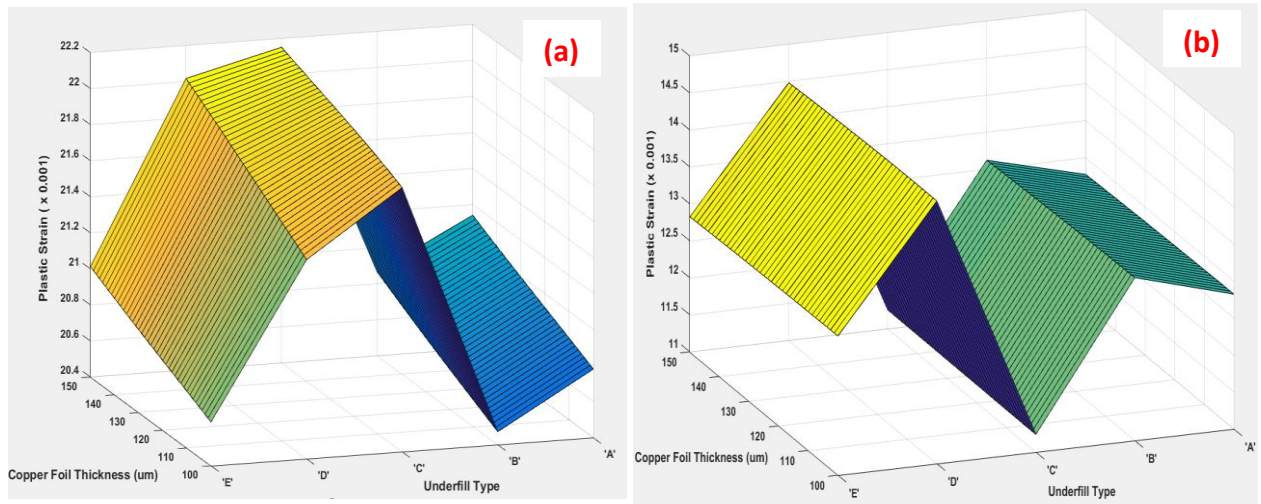 (a)
22.2
22
21.8
21.6
21.4
21.2
21
20.8
20.6
20.4
Plastic Strain ( x 0.001)
150
140
130
120
110
100
Copper Foil Thickness (um)
'E'
'D'
'C'
'B'
'A'
Underfill Type
(b)
15
14.5
14
13.5
13
12.5
12
11.5
11
Plastic Strain (x 0.001)
150
140
130
120
110
100
Copper Foil Thickness (um)
'E'
'D'
'C'
'B'
'A'
Underfill Type